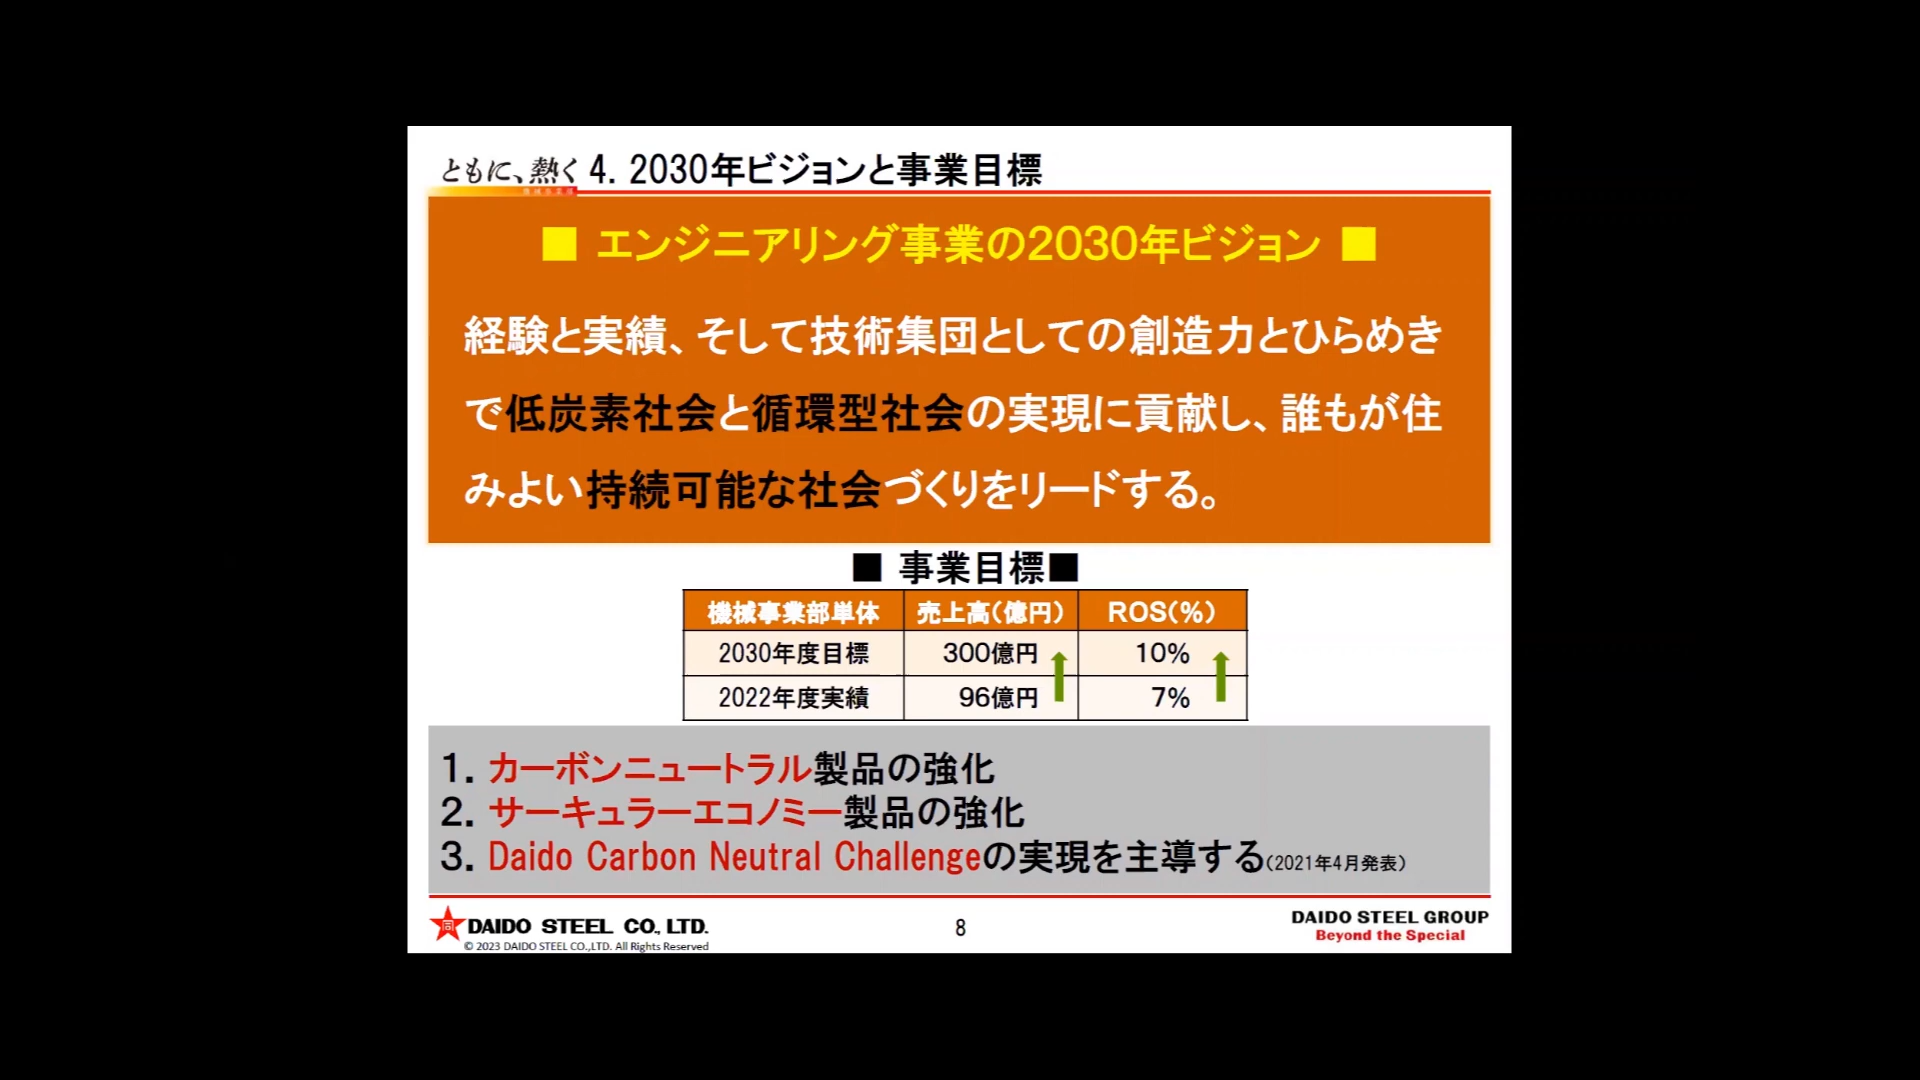 ともに、熱く 4. 2030年ビジョンと事業目標
機械事業部
■ エンジニアリング事業の2030年ビジョン ■
経験と実績、そして技術集団としての創造力とひらめき
で低炭素社会と循環型社会の実現に貢献し、誰もが住
みよい持続可能な社会づくりをリードする。
■ 事業目標■
機械事業部単体 売上高(億円) ROS(%)
2030年度目標 300億円 10%
2022年度実績 96億円 7%
1. カーボンニュートラル製品の強化
2. サーキュラーエコノミー製品の強化
3. Daido Carbon Neutral Challengeの実現を主導する(2021年4月発表)
同 DAIDO STEEL CO., LTD.
© 2023 DAIDO STEEL CO.,LTD. All Rights Reserved
8
DAIDO STEEL GROUP
Beyond the Special